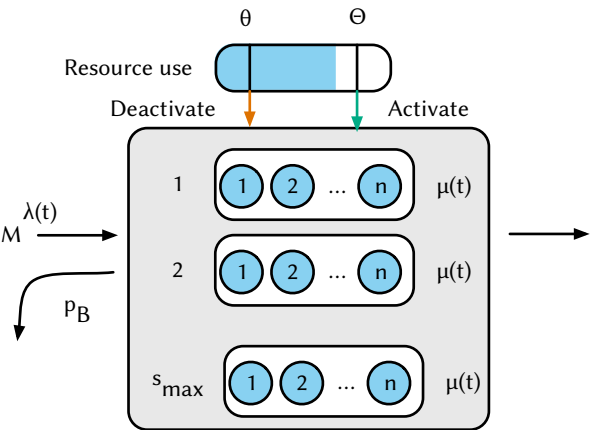 θ Θ
Resource use
Deactivate Activate
1 1 2 ... n μ(t)
λ(t)
M
2 1 2 ... n μ(t)
p_B
s_max 1 2 ... n μ(t)